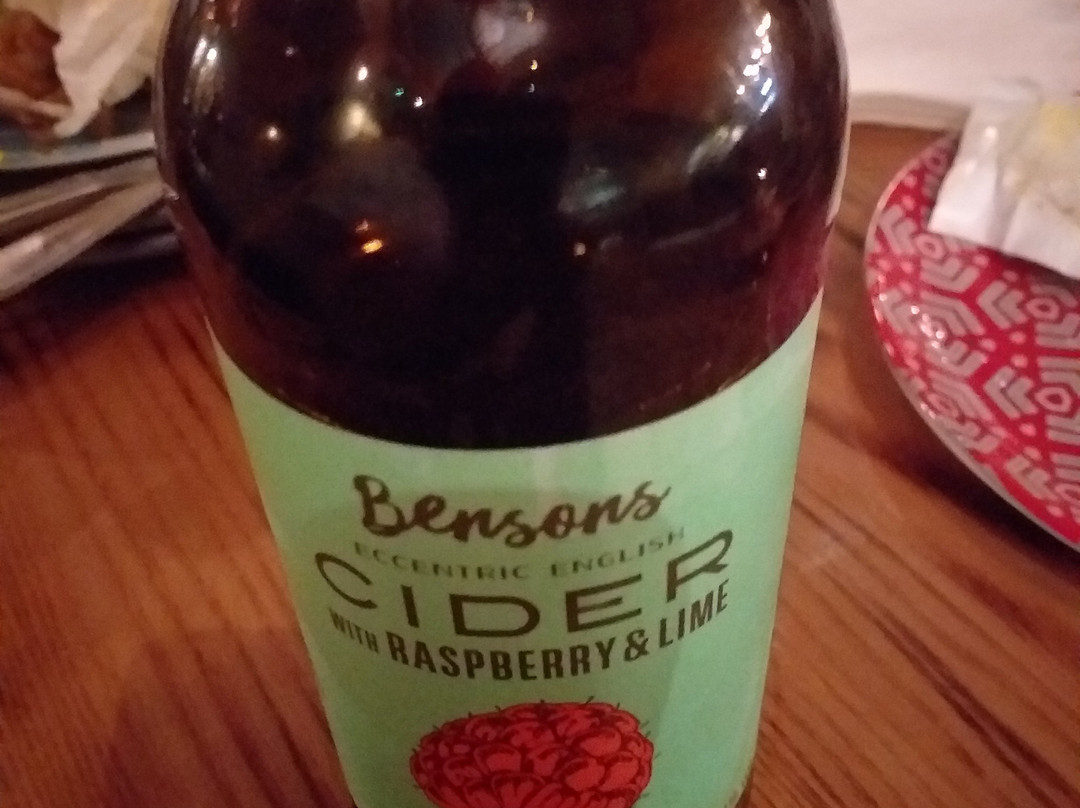 Bensons
ECCENTRIC ENGLISH
CIDER
WITH RASPBERRY & LIME